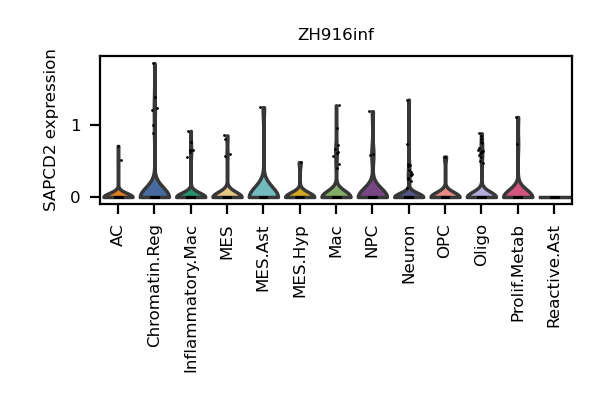 ZH916inf
SAPCD2 expression
1
0
AC
Chromatin.Reg
Inflammatory.Mac
MES
MES.Ast
MES.Hyp
Mac
NPC
Neuron
OPC
Oligo
Prolif.Metab
Reactive.Ast